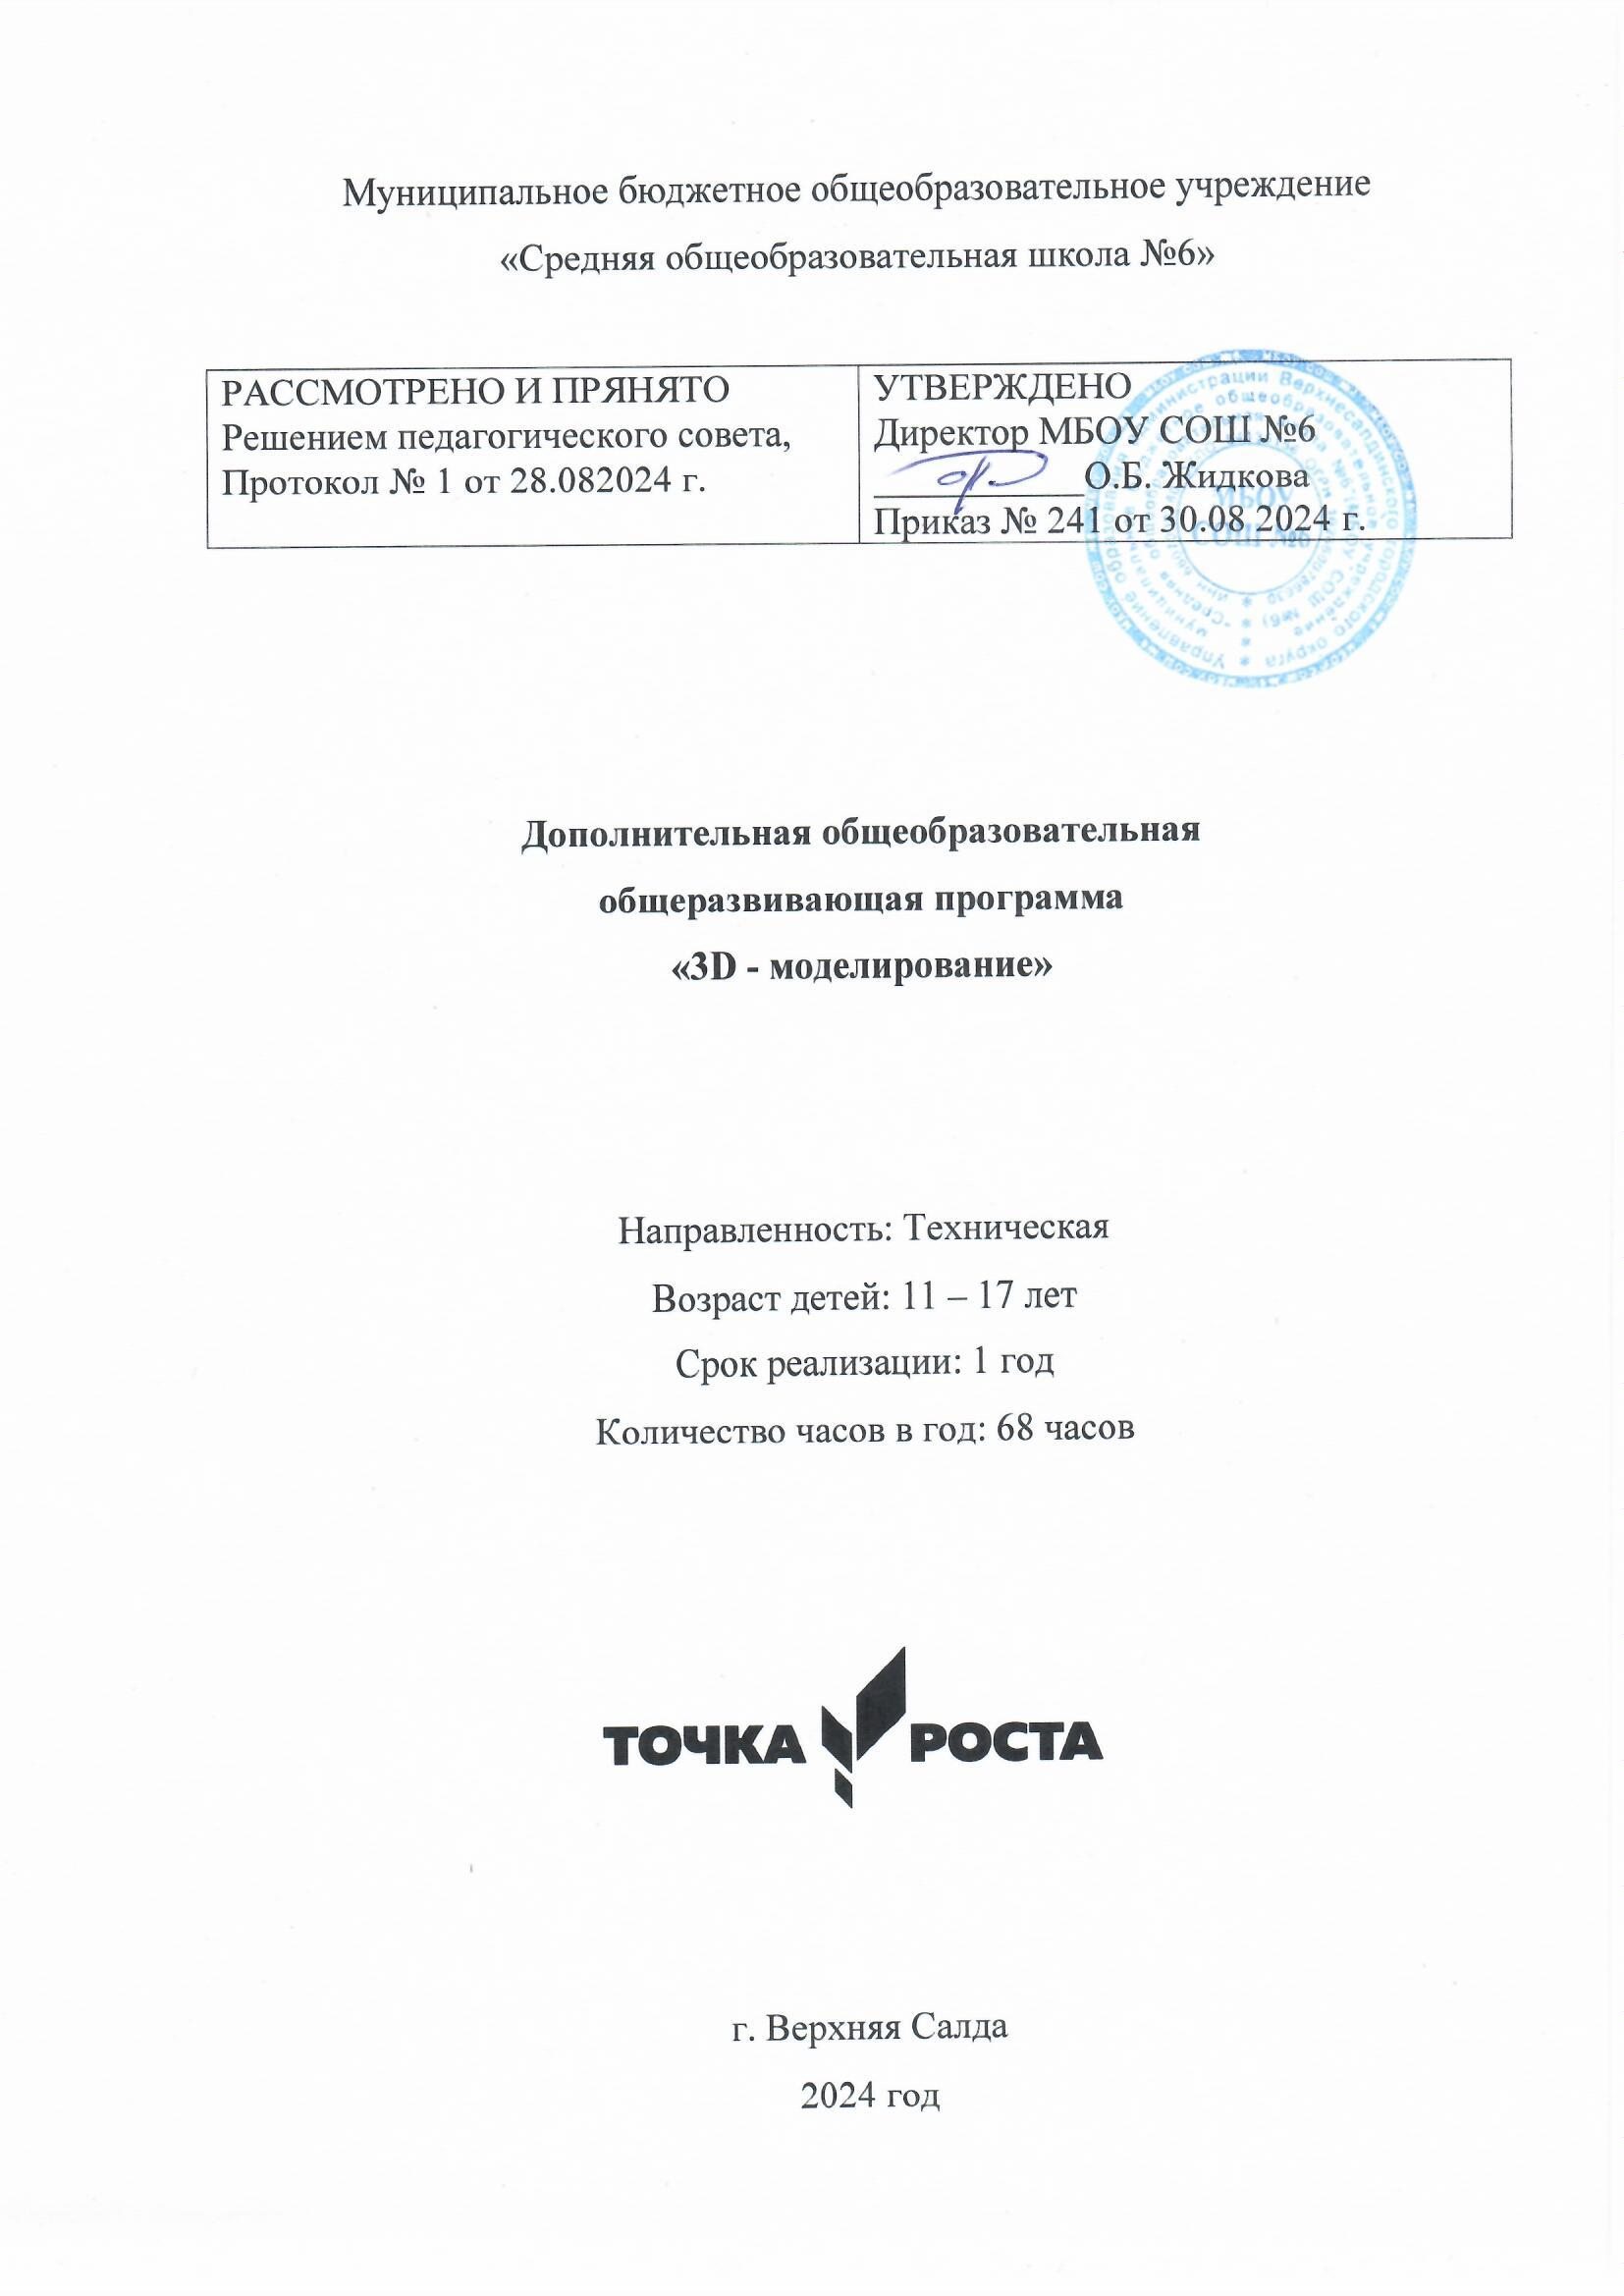 Муниципальное бюджетное общеобразовательное учреждение
«Средняя общеобразовательная школа №6»
РАССМОТРЕНО И ПРЯНЯТО
Решением педагогического совета,
Протокол № 1 от 28.082024 г.
УТВЕРЖДЕНО
Директор МБОУ СОШ №6
О.Б. Жидкова
Приказ № 241 от 30.08 2024 г.
МБОУ
СОШ №6
Дополнительная общеобразовательная
общеразвивающая программа
«3D - моделирование»
Направленность: Техническая
Возраст детей: 11 – 17 лет
Срок реализации: 1 год
Количество часов в год: 68 часов
ТОЧКА РОСТА
г. Верхняя Салда
2024 год